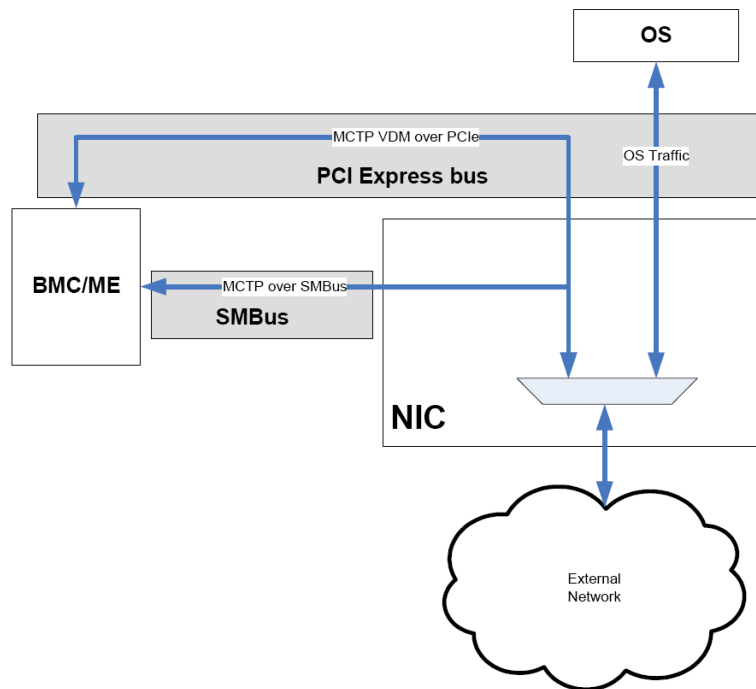 OS
MCTP VDM over PCIe
OS Traffic
PCI Express bus
BMC/ME
MCTP over SMBus
SMBus
NIC
External
Network